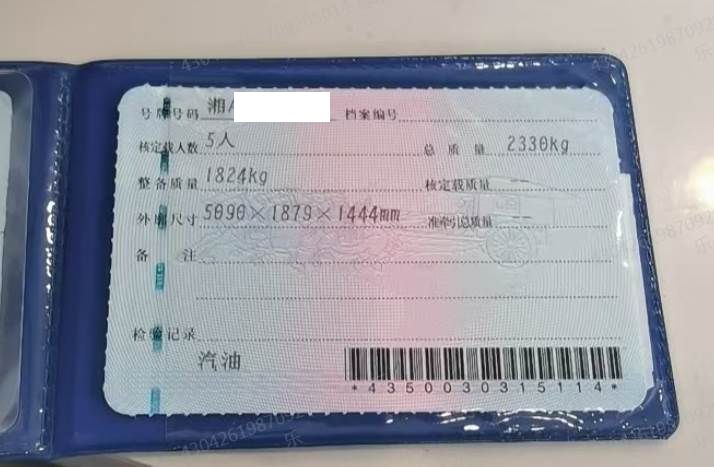 号牌号码 湘A 档案编号
核定载人数 5人 总质量 2330kg
整备质量 1824kg 核定载质量
外廓尺寸 5090×1879×1444mm 准牵引总质量 --
备注
检验记录
汽油
*4350030315114*